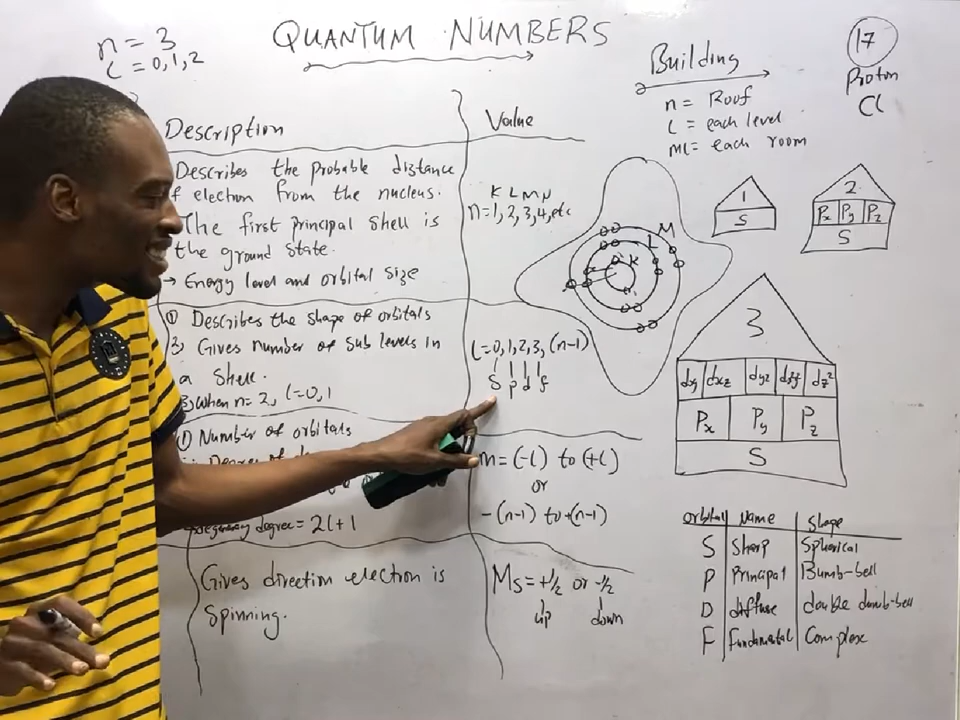 n = 3
L = 0,1,2
QUANTUM NUMBERS
Description
Value
Describes the probable distance
of electron from the nucleus.
The first principal shell is
the ground state.
→ Energy level and orbital size
K L M N
n=1,2,3,4,etc
① Describes the shape of orbitals
2) Gives number of sub levels in
a shell.
3) When n=2, L=0,1
L=0,1,2,3,(n-1)
S p d f
① Number of orbitals
degeneracy degree = 2L+1
m = (-L) to (+L)
or
-(n-1) to +(n-1)
Gives direction electron is
Spinning.
Ms=+1/2 or -1/2
up down
Building
n = Roof
L = each level
ML = each room
17
Proton
Cl
K L M
1
S
2
Px Py Pz
S
3
dxz dyz dz²
Px Py Pz
S
orbital Name Shape
S Sharp Spherical
P Principal Bumb-bell
D diffuse double dumb-bell
F Fundamental Complex